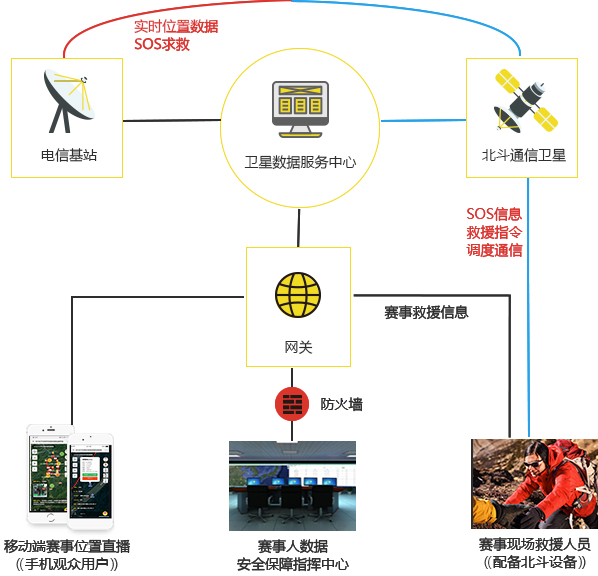 实时位置数据
SOS求救
电信基站
卫星数据服务中心
北斗通信卫星
SOS信息
救援指令
调度通信
赛事救援信息
网关
防火墙
移动端赛事位置直播
((手机观众用户))
赛事人数据
安全保障指挥中心
赛事现场救援人员
((配备北斗设备))